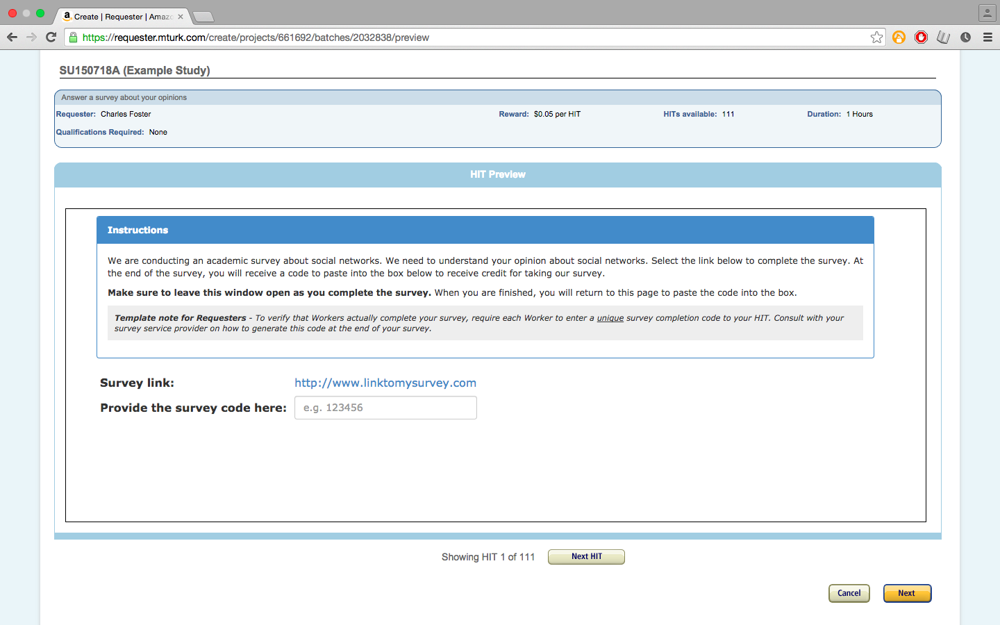 Create | Requester | Amaz
https://requester.mturk.com/create/projects/661692/batches/2032838/preview
SU150718A (Example Study)
Answer a survey about your opinions
Requester: Charles Foster Reward: $0.05 per HIT HITs available: 111 Duration: 1 Hours
Qualifications Required: None
HIT Preview
Instructions
We are conducting an academic survey about social networks. We need to understand your opinion about social networks. Select the link below to complete the survey. At
the end of the survey, you will receive a code to paste into the box below to receive credit for taking our survey.
Make sure to leave this window open as you complete the survey. When you are finished, you will return to this page to paste the code into the box.
Template note for Requesters - To verify that Workers actually complete your survey, require each Worker to enter a unique survey completion code to your HIT. Consult with your
survey service provider on how to generate this code at the end of your survey.
Survey link: http://www.linktomysurvey.com
Provide the survey code here: e.g. 123456
Showing HIT 1 of 111 Next HIT
Cancel Next